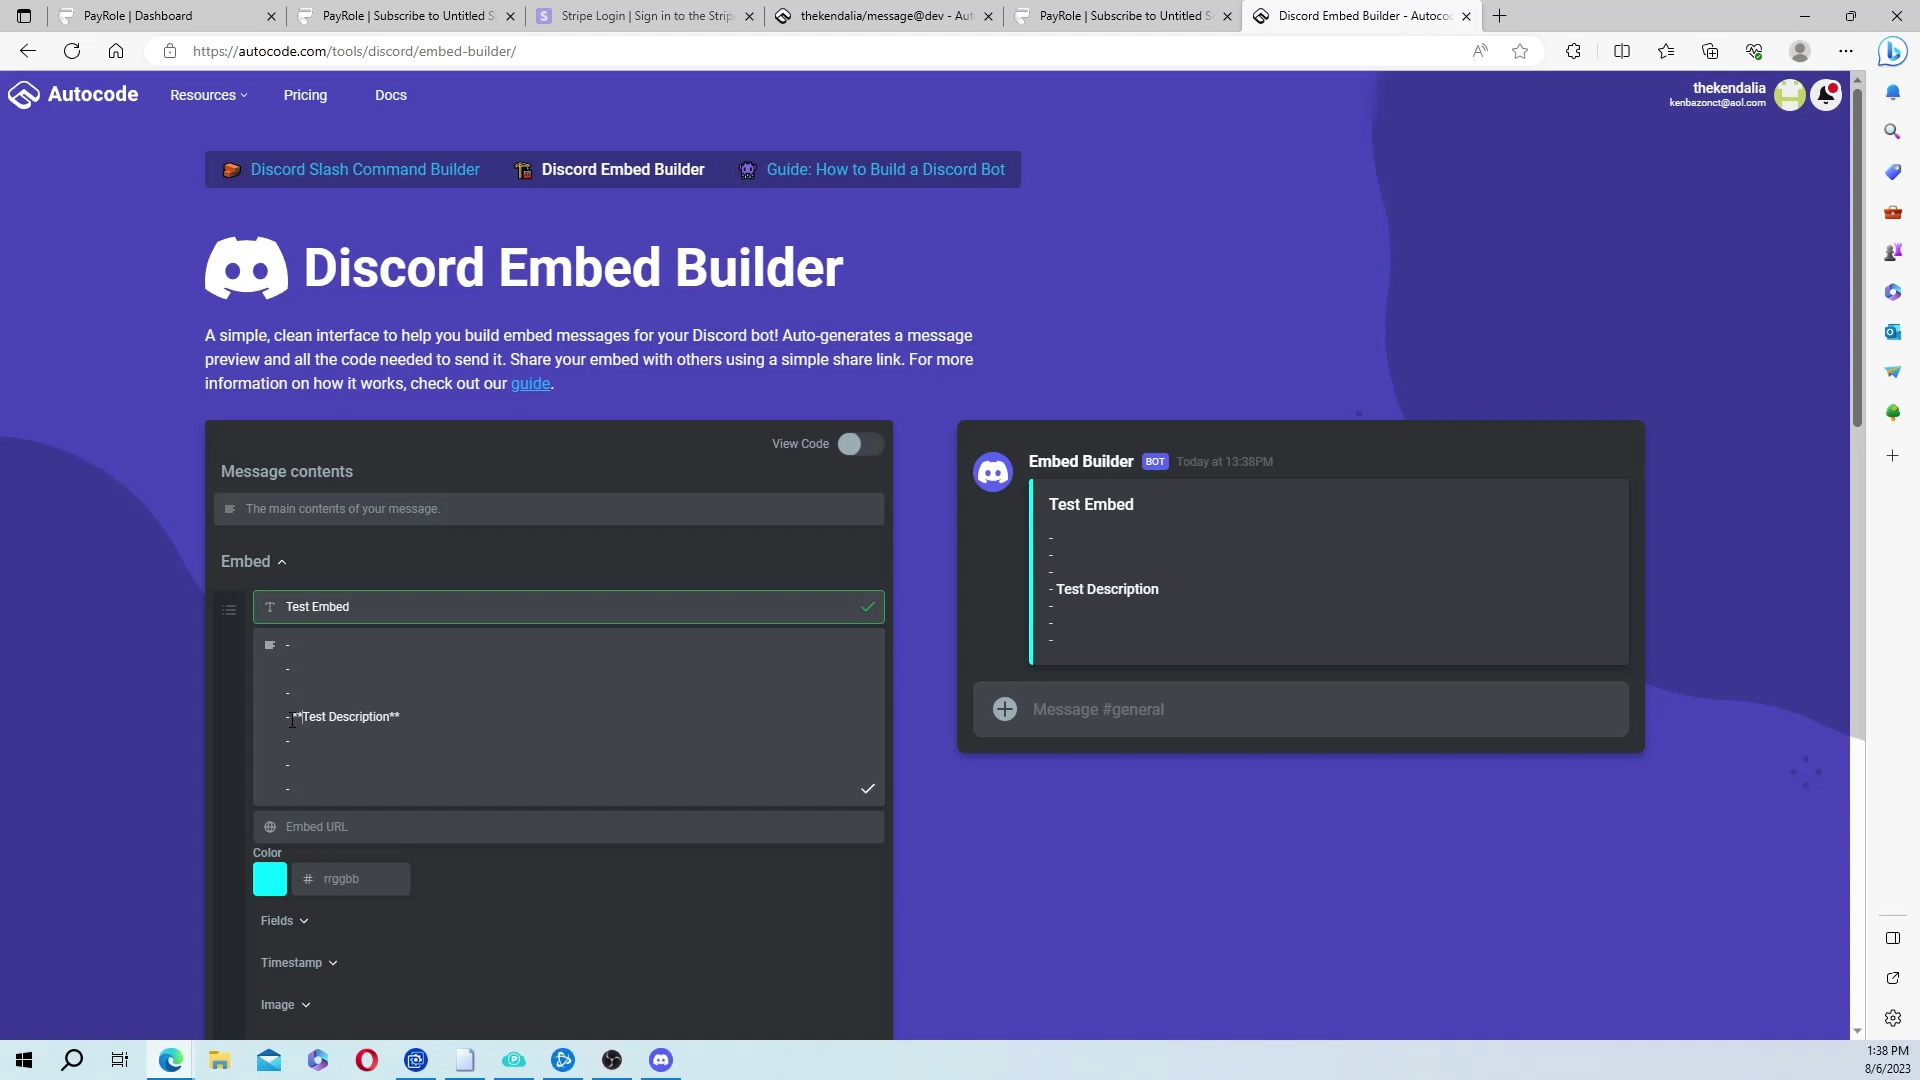 PayRole | Dashboard
PayRole | Subscribe to Untitled S
Stripe Login | Sign in to the Strip
thekendalia/message@dev - Aut
PayRole | Subscribe to Untitled S
Discord Embed Builder - Autoco
https://autocode.com/tools/discord/embed-builder/
Autocode
Resources
Pricing
Docs
thekendalia
kenbazonct@aol.com
Discord Slash Command Builder
Discord Embed Builder
Guide: How to Build a Discord Bot
Discord Embed Builder
A simple, clean interface to help you build embed messages for your Discord bot! Auto-generates a message
preview and all the code needed to send it. Share your embed with others using a simple share link. For more
information on how it works, check out our guide.
View Code
Message contents
The main contents of your message.
Embed
Test Embed
-
-
-
- **Test Description**
-
-
-
Embed URL
Color
# rrggbb
Fields
Timestamp
Image
Embed Builder BOT Today at 13:38PM
Test Embed
-
-
-
- Test Description
-
-
-
Message #general
1:38 PM
8/6/2023